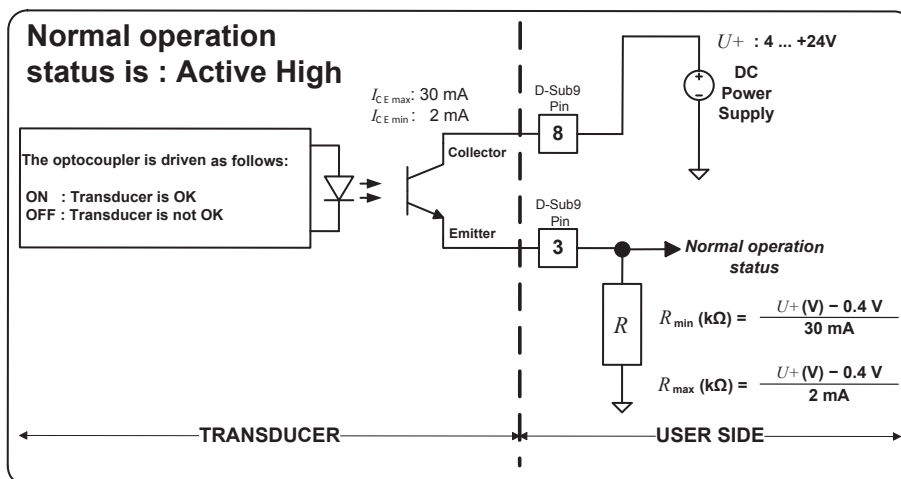 Normal operation
status is : Active High
I CE max: 30 mA
I CE min: 2 mA
D-Sub9
Pin
8
U+ : 4 ... +24V
DC
Power
Supply
The optocoupler is driven as follows:
ON : Transducer is OK
OFF : Transducer is not OK
Collector
Emitter
D-Sub9
Pin
3
Normal operation
status
R
R min (kΩ) = U+ (V) − 0.4 V
30 mA
R max (kΩ) = U+ (V) − 0.4 V
2 mA
TRANSDUCER
USER SIDE